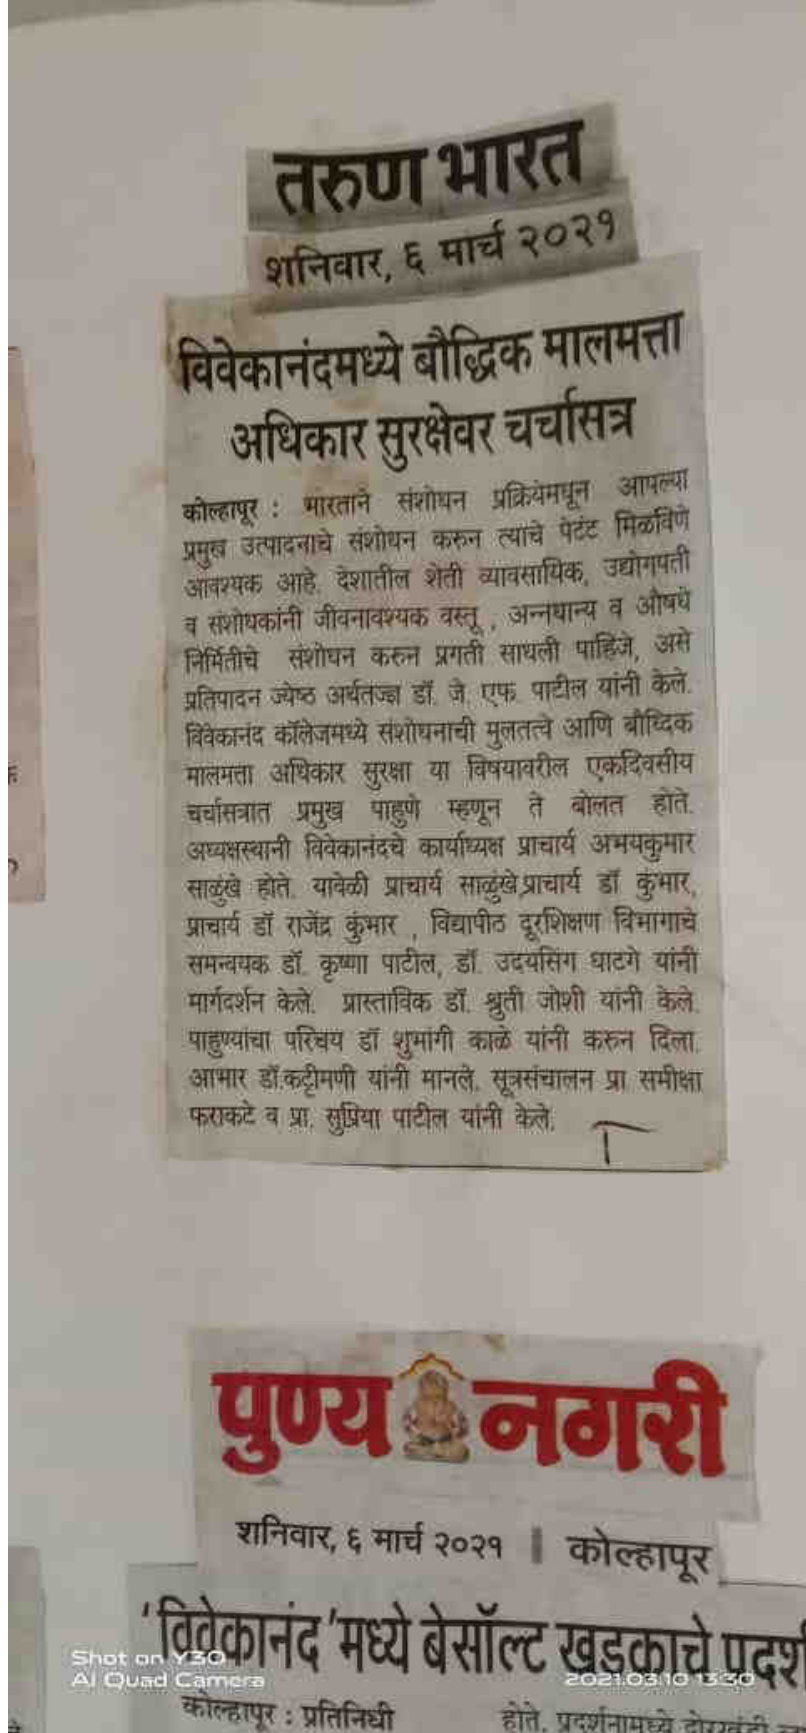 तरुण भारत
शनिवार, ६ मार्च २०२१
विवेकानंदमध्ये बौद्धिक मालमत्ता
अधिकार सुरक्षेवर चर्चासत्र
कोल्हापूर : भारताने संशोधन प्रक्रियेमधून आपल्या
प्रमुख उत्पादनाचे संशोधन करुन त्याचे पेटंट मिळविणे
आवश्यक आहे. देशातील शेती व्यावसायिक, उद्योगपती
व संशोधकांनी जीवनावश्यक वस्तू , अन्नधान्य व औषधे
निर्मितीचे संशोधन करुन प्रगती साधली पाहिजे, असे
प्रतिपादन ज्येष्ठ अर्थतज्ज्ञ डॉ. जे. एफ. पाटील यांनी केले.
विवेकानंद कॉलेजमध्ये संशोधनाची मुलतत्वे आणि बौध्दिक
मालमत्ता अधिकार सुरक्षा या विषयावरील एकदिवसीय
चर्चासत्रात प्रमुख पाहुणे म्हणून ते बोलत होते.
अध्यक्षस्थानी विवेकानंदचे कार्याध्यक्ष प्राचार्य अभयकुमार
साळुंखे होते. यावेळी प्राचार्य साळुंखे,प्राचार्य डॉ कुंभार,
प्राचार्य डॉ राजेंद्र कुंभार , विद्यापीठ दूरशिक्षण विभागाचे
समन्वयक डॉ. कृष्णा पाटील, डॉ. उदयसिंग घाटगे यांनी
मार्गदर्शन केले. प्रास्ताविक डॉ. श्रुती जोशी यांनी केले.
पाहुण्यांचा परिचय डॉ शुभांगी काळे यांनी करुन दिला.
आभार डॉ.कट्टीमणी यांनी मानले. सूत्रसंचालन प्रा समीक्षा
फराकटे व प्रा. सुप्रिया पाटील यांनी केले.
पुण्य नगरी
शनिवार, ६ मार्च २०२१ | कोल्हापूर
'विवेकानंद'मध्ये बेसॉल्ट खडकाचे
Shot on Y30
AI Quad Camera
2021.03.10 13:30
कोल्हापूर : प्रतिनिधी
होते. प्रदर्शनामध्ये